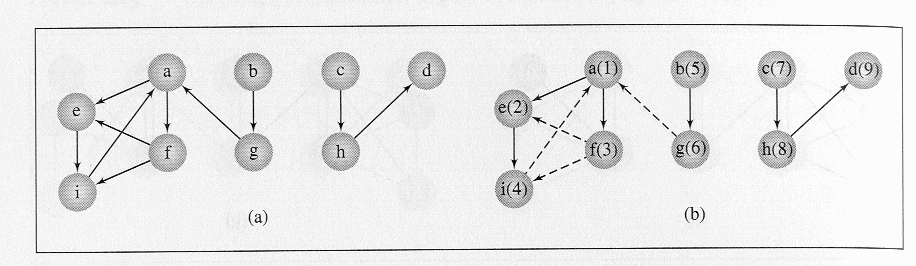 a b c d
e
f g h
i
(a)
a(1) b(5) c(7) d(9)
e(2)
f(3) g(6) h(8)
i(4)
(b)